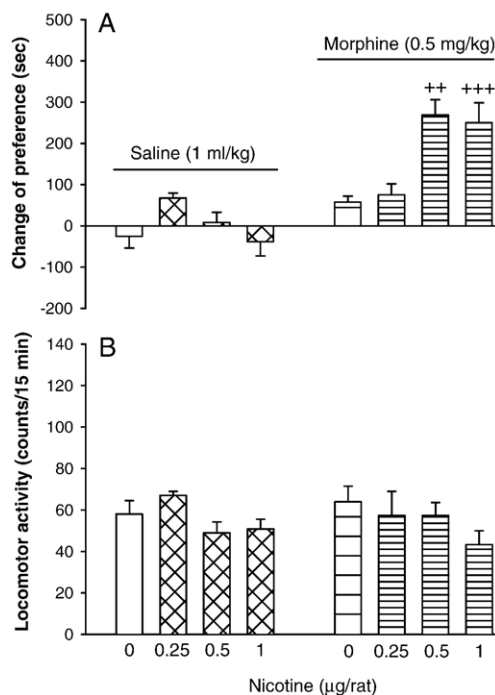 A
Change of preference (sec)
500
400
300
200
100
0
-100
-200
Saline (1 ml/kg)
Morphine (0.5 mg/kg)
++
+++
B
Locomotor activity (counts/15 min)
140
120
100
80
60
40
20
0
0 0.25 0.5 1 0 0.25 0.5 1
Nicotine (μg/rat)